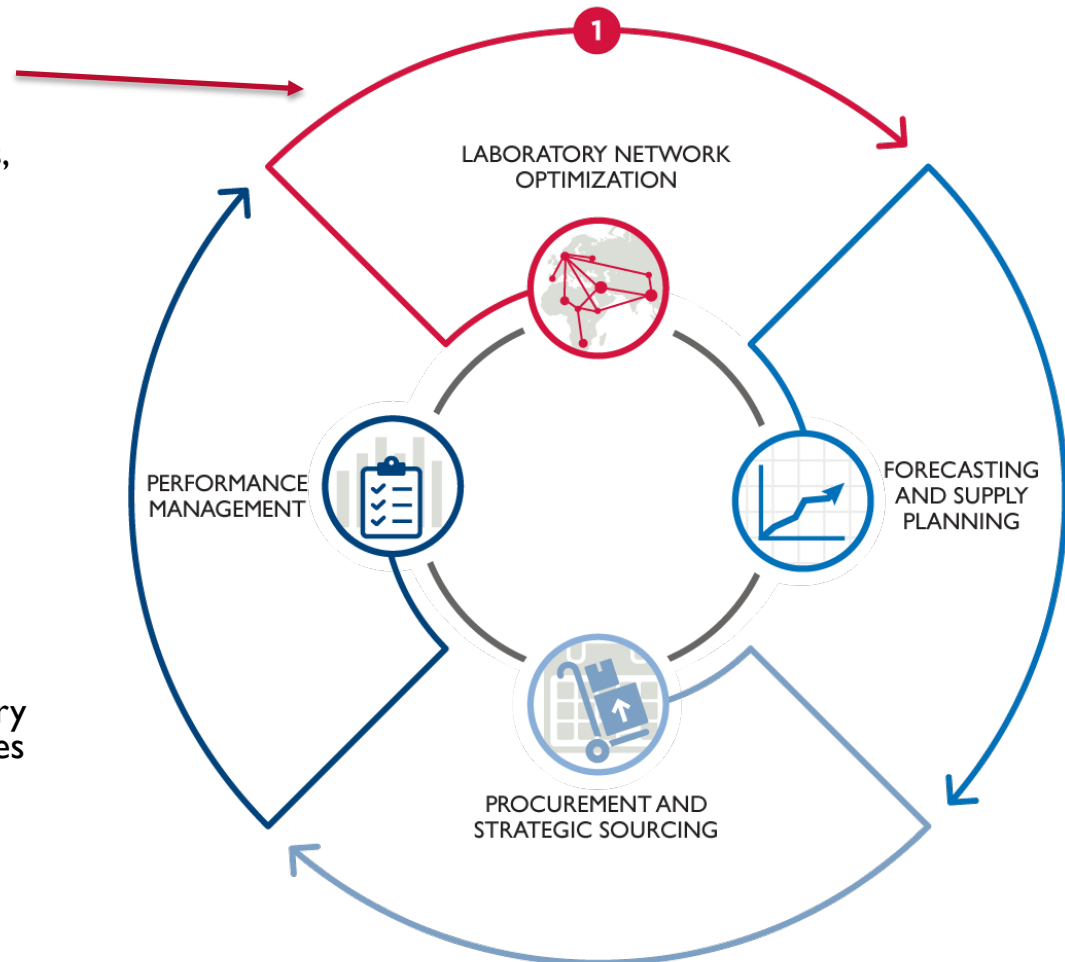 1
LABORATORY NETWORK
OPTIMIZATION
PERFORMANCE
MANAGEMENT
FORECASTING
AND SUPPLY
PLANNING
PROCUREMENT AND
STRATEGIC SOURCING